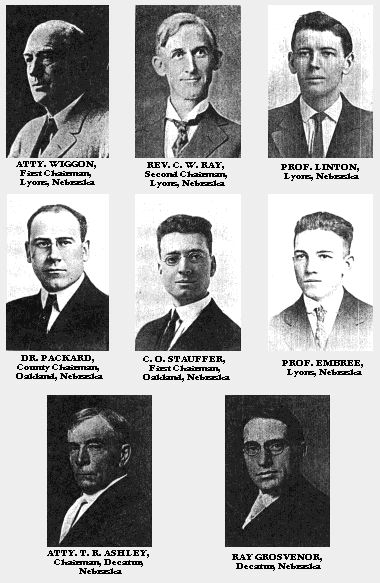 ATTY. WIGGON,
First Chairman,
Lyons, Nebraska
REV. C. W. RAY,
Second Chairman,
Lyons, Nebraska
PROF. LINTON,
Lyons, Nebraska
DR. PACKARD,
County Chairman,
Oakland, Nebraska
C. O. STAUFFER,
First Chairman,
Oakland, Nebraska
PROF. EMBREE,
Lyons, Nebraska
ATTY. T. R. ASHLEY,
Chairman, Decatur,
Nebraska
RAY GROSVENOR,
Decatur, Nebraska